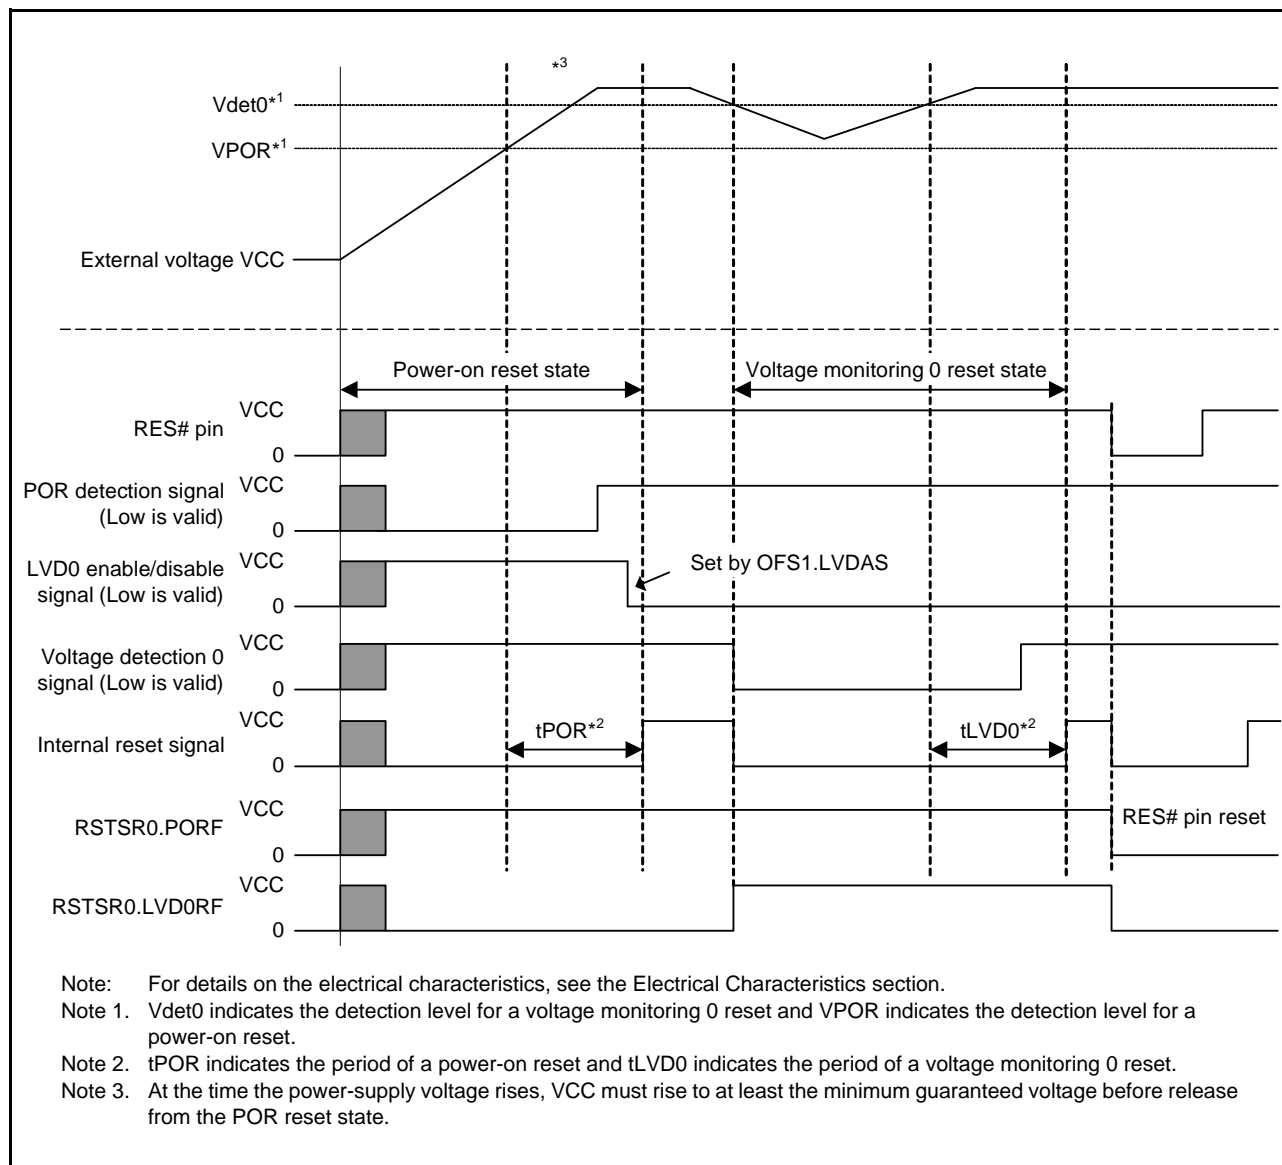 *3
Vdet0*1
VPOR*1
External voltage VCC
Power-on reset state
Voltage monitoring 0 reset state
RES# pin
VCC
0
POR detection signal
(Low is valid)
VCC
0
LVD0 enable/disable
signal (Low is valid)
VCC
0
Set by OFS1.LVDAS
Voltage detection 0
signal (Low is valid)
VCC
0
Internal reset signal
VCC
0
tPOR*2
tLVD0*2
RSTSR0.PORF
VCC
0
RES# pin reset
RSTSR0.LVD0RF
VCC
0
Note: For details on the electrical characteristics, see the Electrical Characteristics section.
Note 1. Vdet0 indicates the detection level for a voltage monitoring 0 reset and VPOR indicates the detection level for a
power-on reset.
Note 2. tPOR indicates the period of a power-on reset and tLVD0 indicates the period of a voltage monitoring 0 reset.
Note 3. At the time the power-supply voltage rises, VCC must rise to at least the minimum guaranteed voltage before release
from the POR reset state.